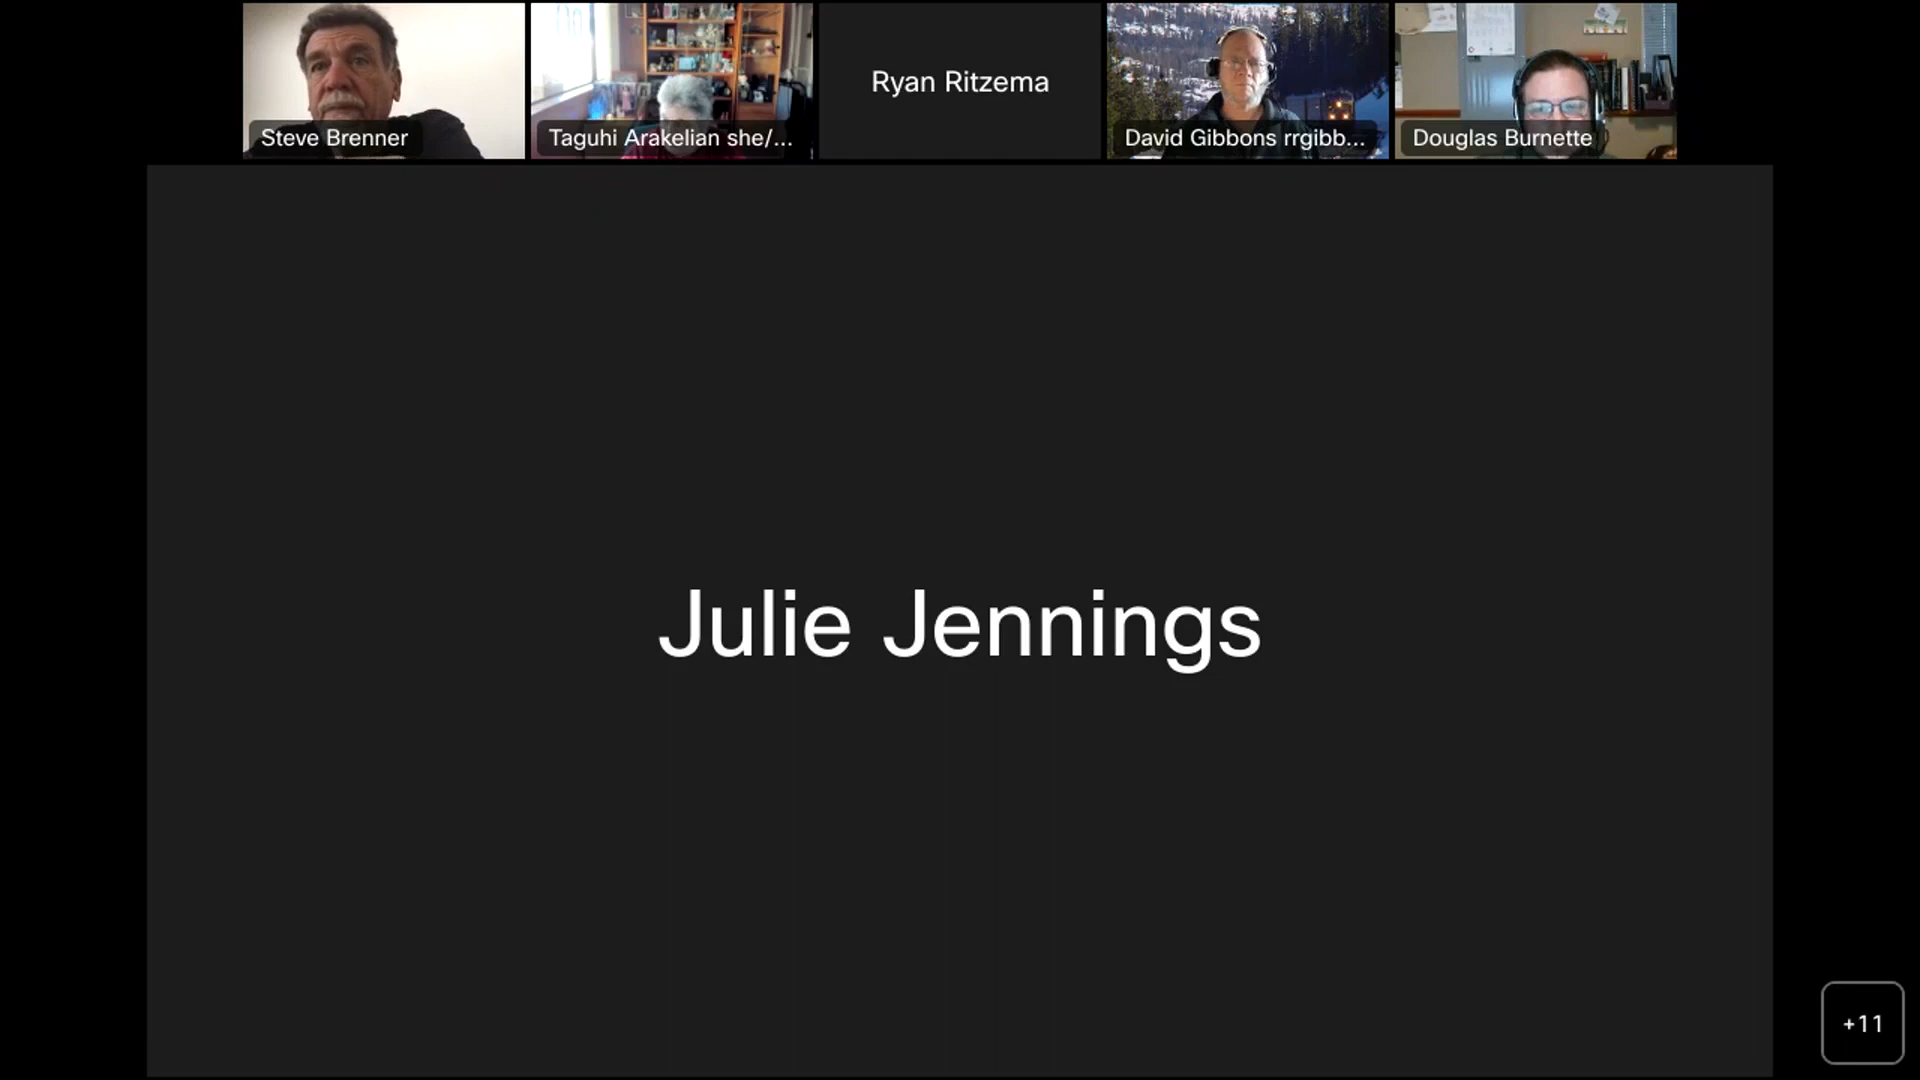 Steve Brenner
Taguhi Arakelian she/...
Ryan Ritzema
David Gibbons rrgibb...
Douglas Burnette
Julie Jennings
+11